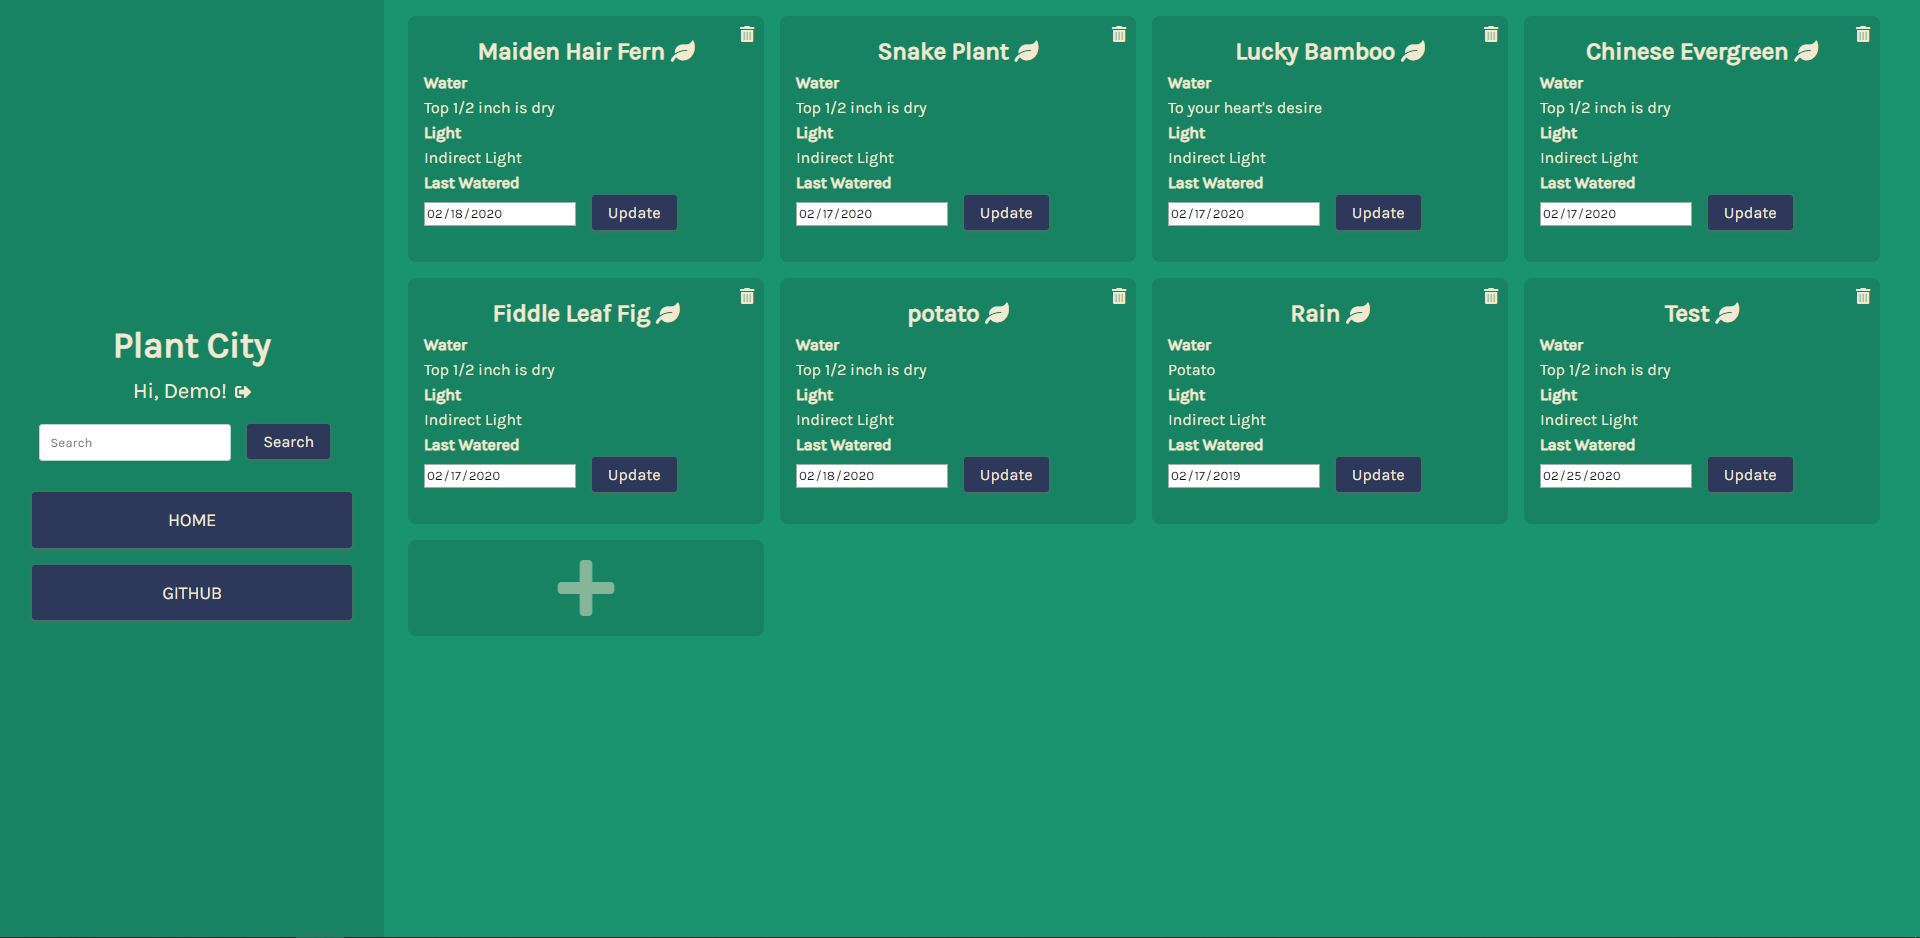 Plant City
Hi, Demo!
Search
Search
HOME
GITHUB
Maiden Hair Fern
Water
Top 1/2 inch is dry
Light
Indirect Light
Last Watered
02/18/2020
Update
Snake Plant
Water
Top 1/2 inch is dry
Light
Indirect Light
Last Watered
02/17/2020
Update
Lucky Bamboo
Water
To your heart's desire
Light
Indirect Light
Last Watered
02/17/2020
Update
Chinese Evergreen
Water
Top 1/2 inch is dry
Light
Indirect Light
Last Watered
02/17/2020
Update
Fiddle Leaf Fig
Water
Top 1/2 inch is dry
Light
Indirect Light
Last Watered
02/17/2020
Update
potato
Water
Top 1/2 inch is dry
Light
Indirect Light
Last Watered
02/18/2020
Update
Rain
Water
Potato
Light
Indirect Light
Last Watered
02/17/2019
Update
Test
Water
Top 1/2 inch is dry
Light
Indirect Light
Last Watered
02/25/2020
Update